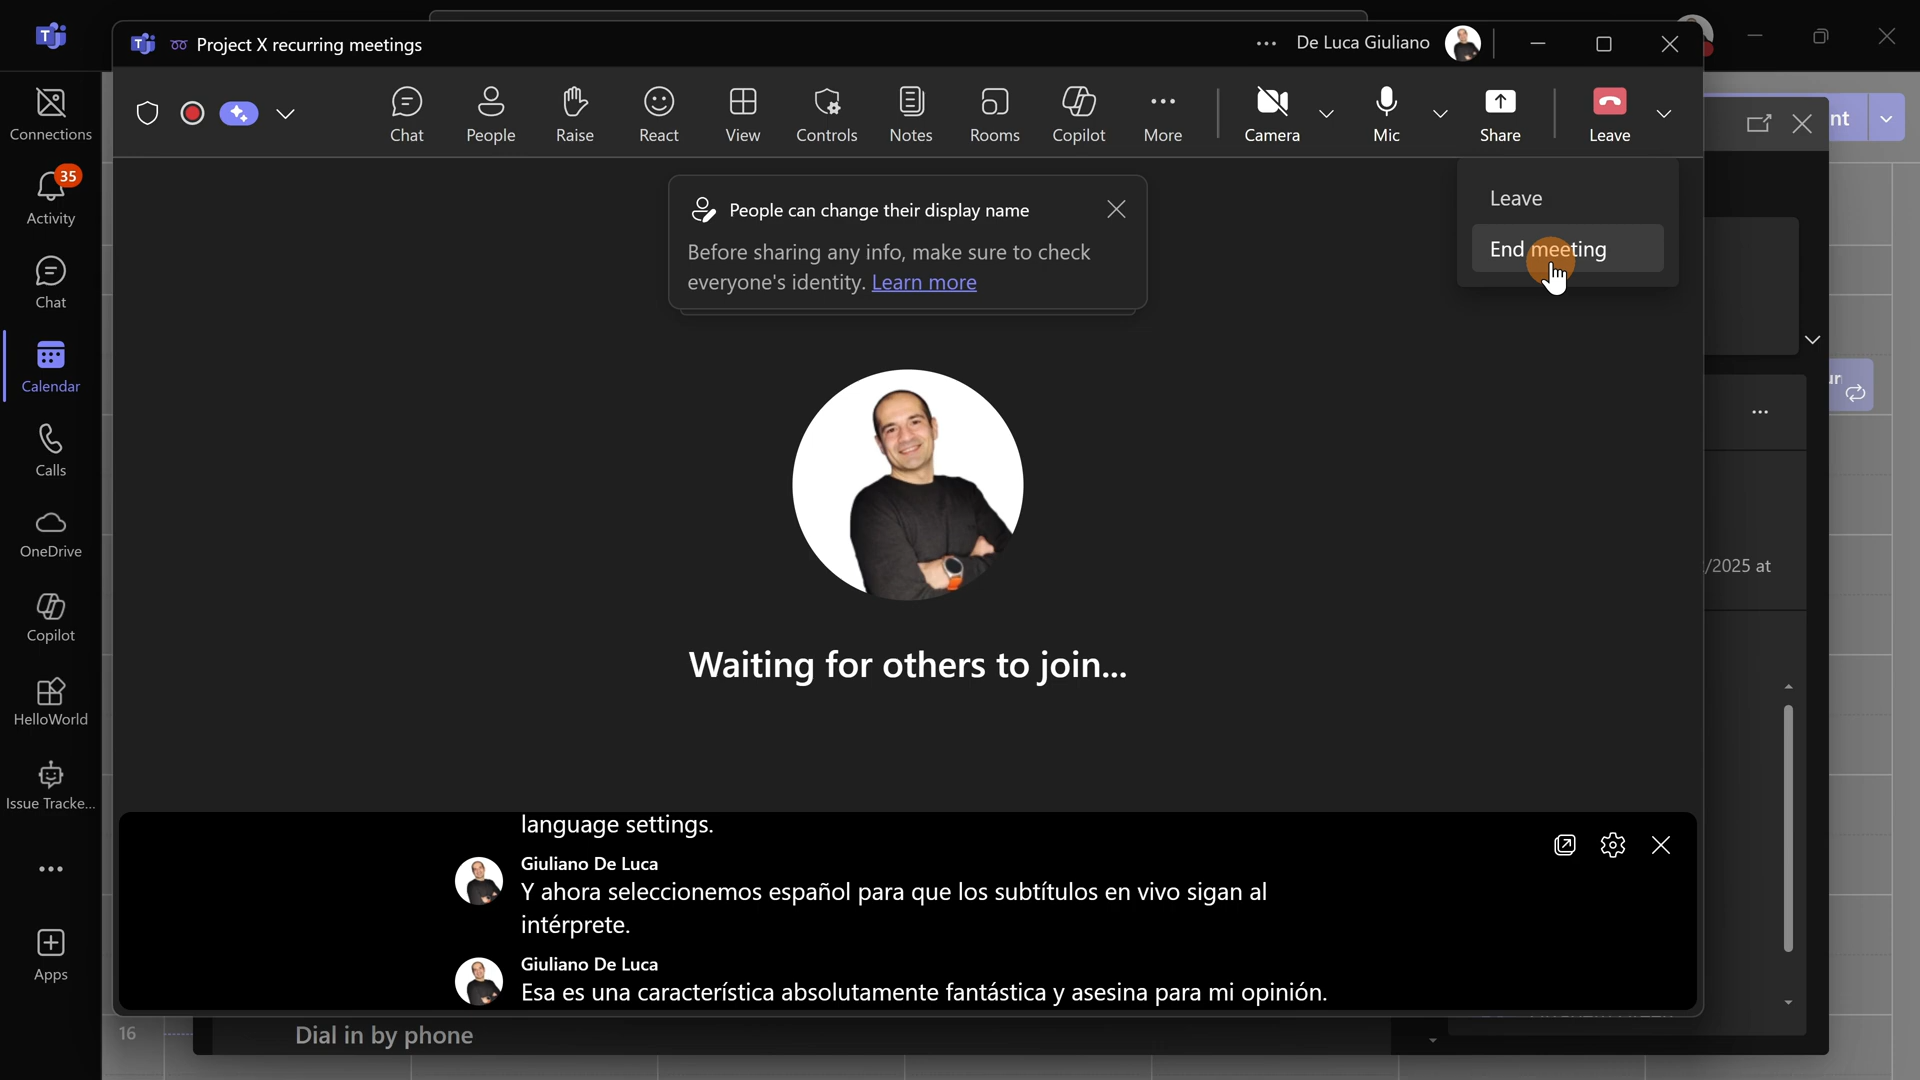 Project X recurring meetings
De Luca Giuliano
Connections
35
Activity
Chat
Calendar
Calls
OneDrive
Copilot
HelloWorld
Issue Tracke...
Apps
Chat
People
Raise
React
View
Controls
Notes
Rooms
Copilot
More
Camera
Mic
Share
Leave
nt
Leave
End meeting
People can change their display name
Before sharing any info, make sure to check
everyone's identity. Learn more
/2025 at
Waiting for others to join...
language settings.
Giuliano De Luca
Y ahora seleccionemos español para que los subtítulos en vivo sigan al
intérprete.
Giuliano De Luca
Esa es una característica absolutamente fantástica y asesina para mi opinión.
16
Dial in by phone